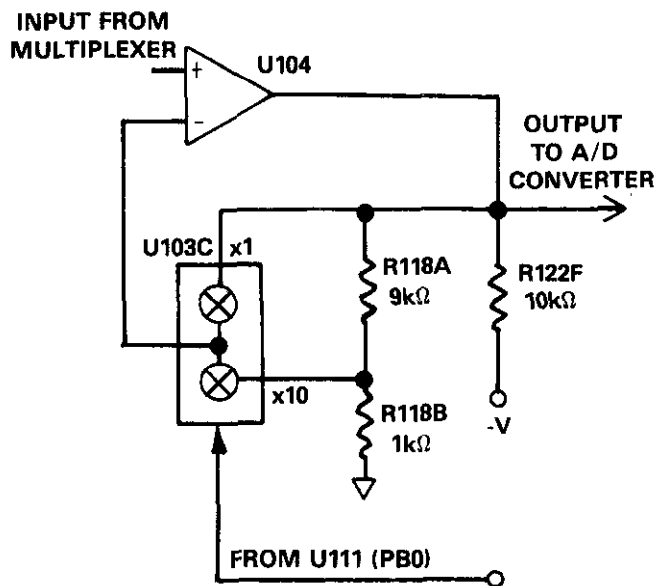 INPUT FROM
MULTIPLEXER
U104
+
−
OUTPUT
TO A/D
CONVERTER
U103C x1
R118A
9kΩ
R122F
10kΩ
x10
R118B
1kΩ
-V
FROM U111 (PB0)